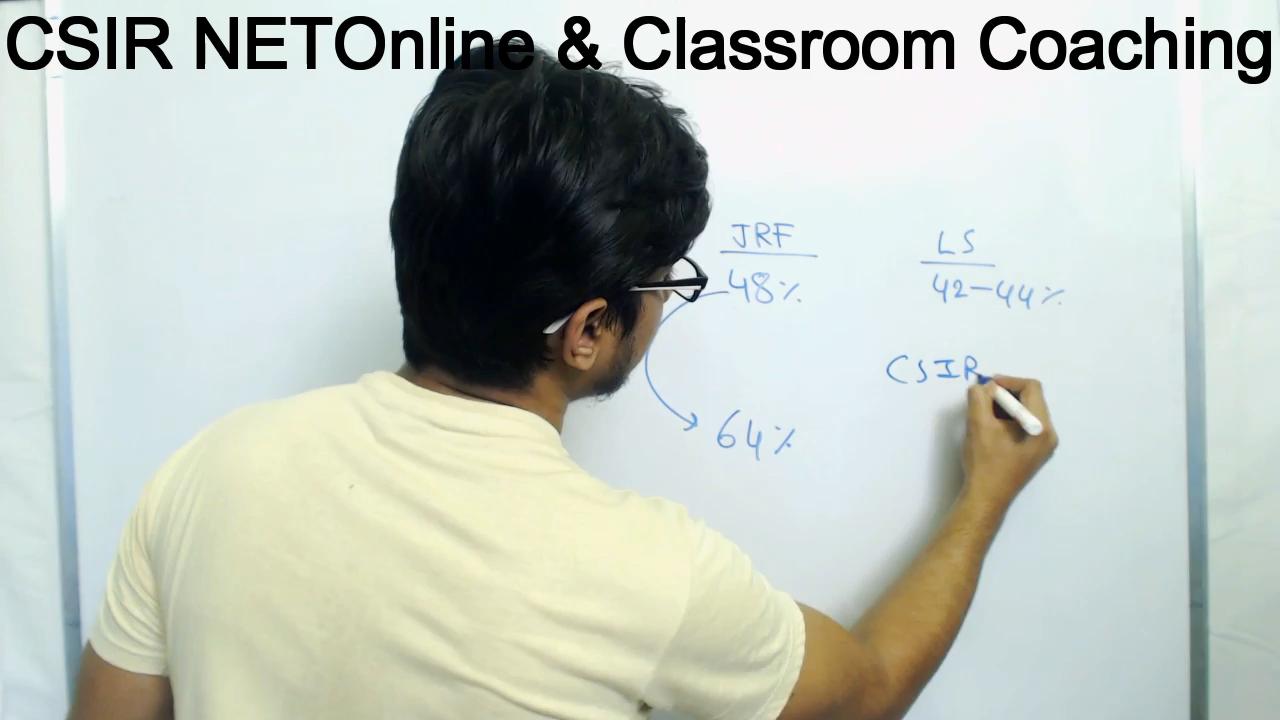 CSIR NETOnline & Classroom Coaching
JRF
LS
48%
42-44%
CSIR
64%